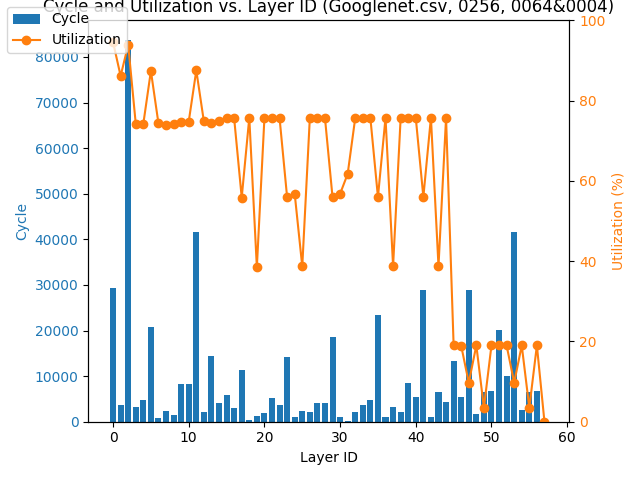 Cycle and Utilization vs. Layer ID (Googlenet.csv, 0256, 0064&0004)
Cycle
Utilization
80000
70000
60000
50000
40000
30000
20000
10000
0
Cycle
100
80
60
40
20
0
Utilization (%)
0 10 20 30 40 50 60
Layer ID